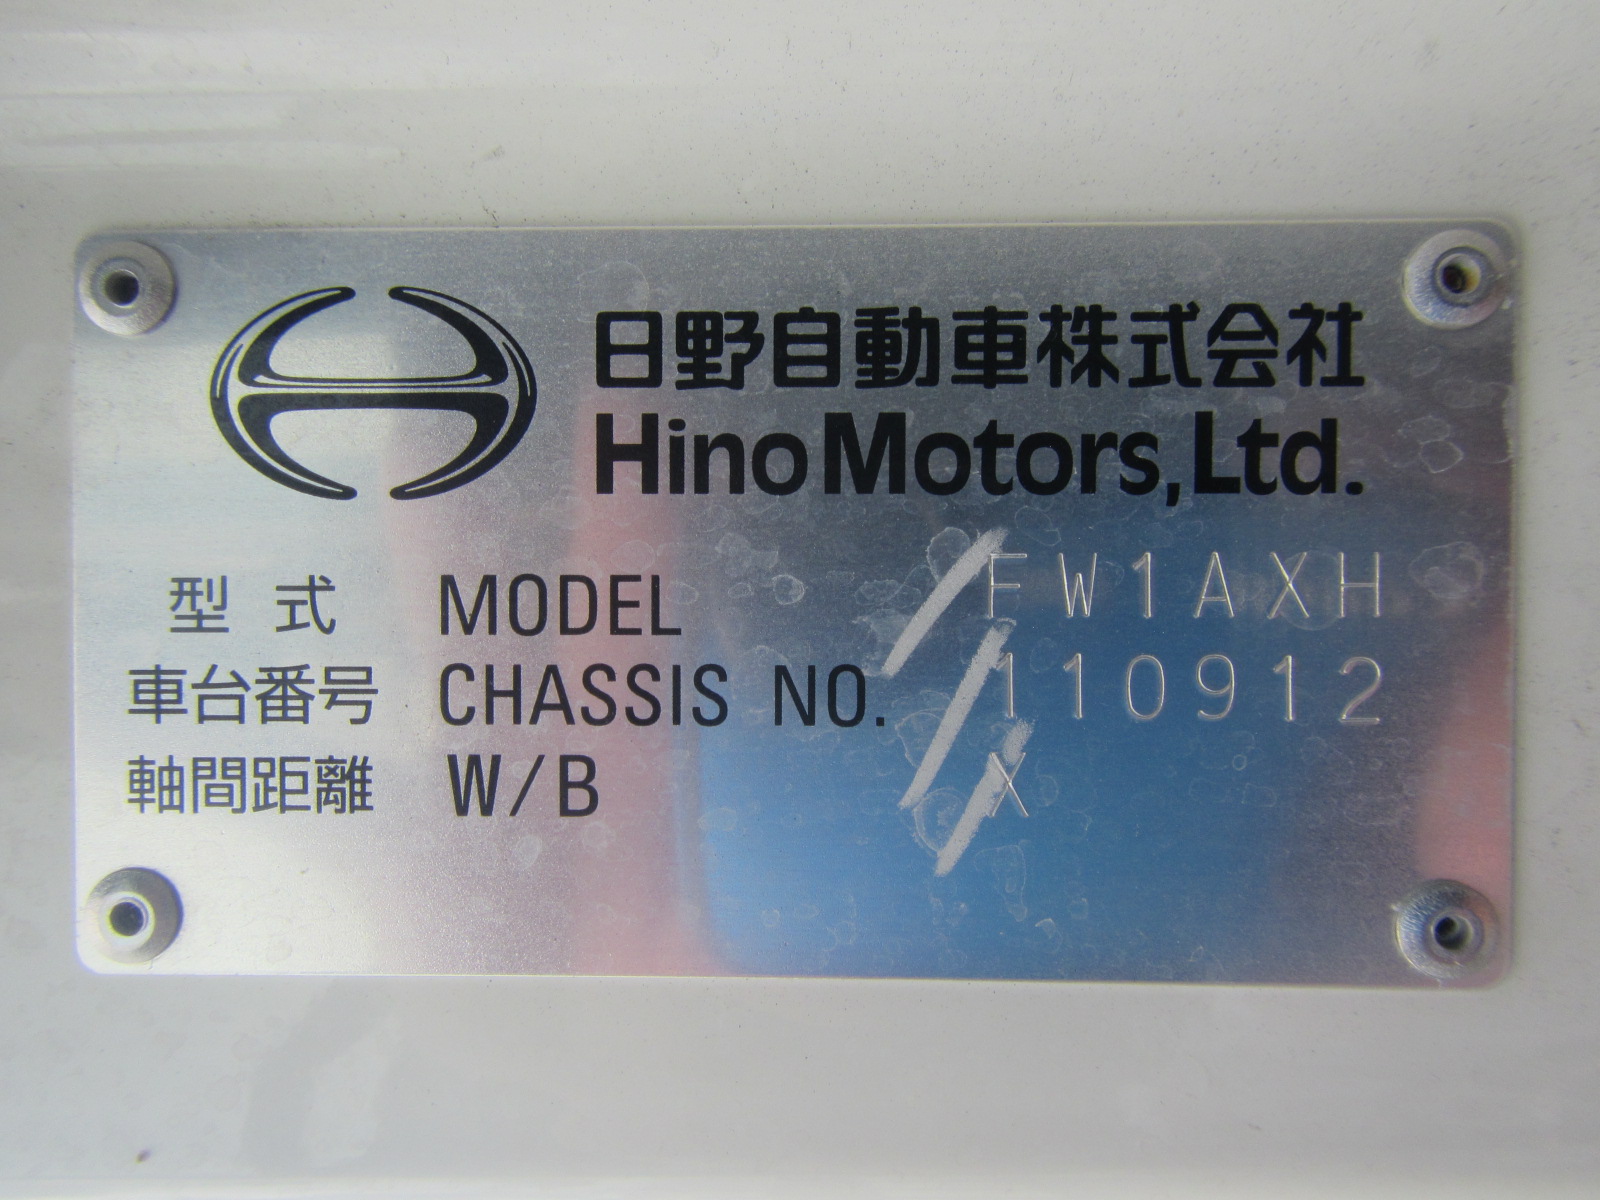 日野自動車株式会社
Hino Motors, Ltd.
型 式 MODEL FW1AXH
車台番号 CHASSIS NO. 110912
軸間距離 W/B X